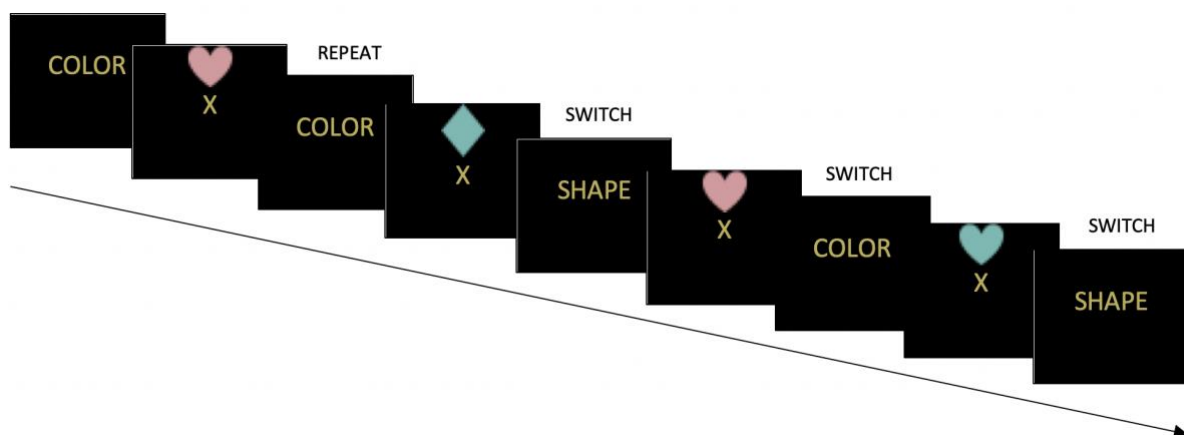 COLOR
X
REPEAT
COLOR
X
SWITCH
SHAPE
X
SWITCH
COLOR
X
SWITCH
SHAPE